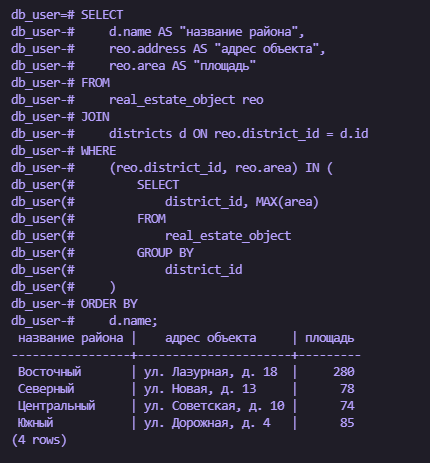 db_user=# SELECT
db_user-#     d.name AS "название района",
db_user-#     reo.address AS "адрес объекта",
db_user-#     reo.area AS "площадь"
db_user-# FROM
db_user-#     real_estate_object reo
db_user-# JOIN
db_user-#     districts d ON reo.district_id = d.id
db_user-# WHERE
db_user-#     (reo.district_id, reo.area) IN (
db_user(#         SELECT
db_user(#             district_id, MAX(area)
db_user(#         FROM
db_user(#             real_estate_object
db_user(#         GROUP BY
db_user(#             district_id
db_user(#     )
db_user-# ORDER BY
db_user-#     d.name;
 название района |    адрес объекта     | площадь
-----------------+----------------------+---------
 Восточный       | ул. Лазурная, д. 18  |     280
 Северный        | ул. Новая, д. 13     |      78
 Центральный     | ул. Советская, д. 10 |      74
 Южный           | ул. Дорожная, д. 4   |      85
(4 rows)